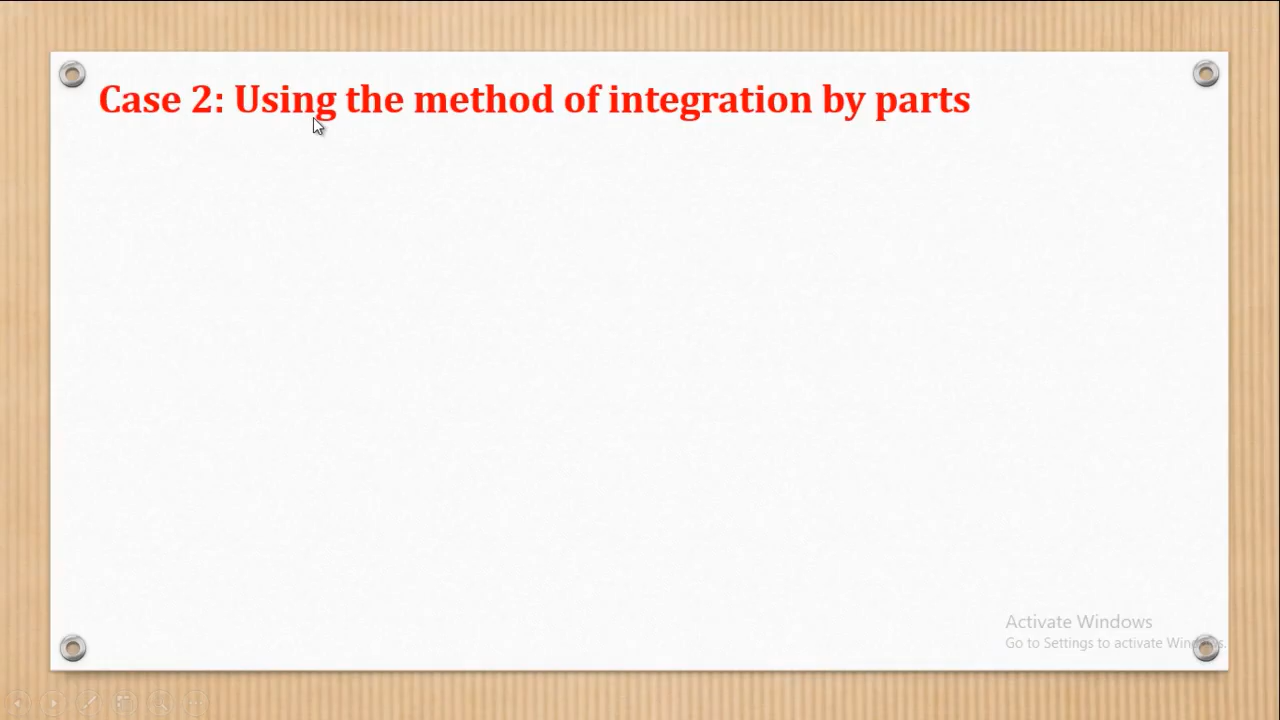 Case 2: Using the method of integration by parts
Activate Windows
Go to Settings to activate Windows.